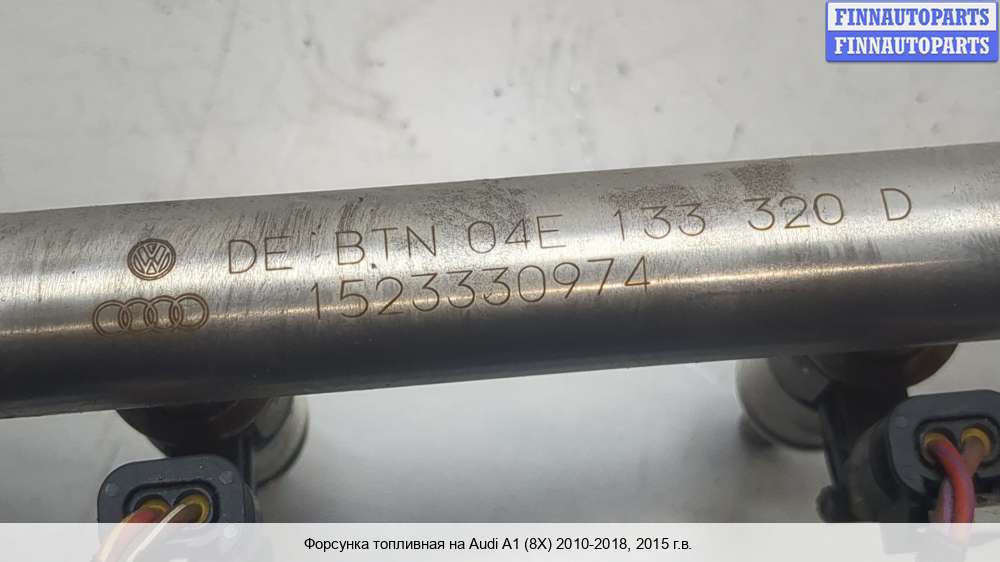 FINNAUTOPARTS
FINNAUTOPARTS
DE BTN 04E 133 320 D
1523330974
Форсунка топливная на Audi A1 (8X) 2010-2018, 2015 г.в.